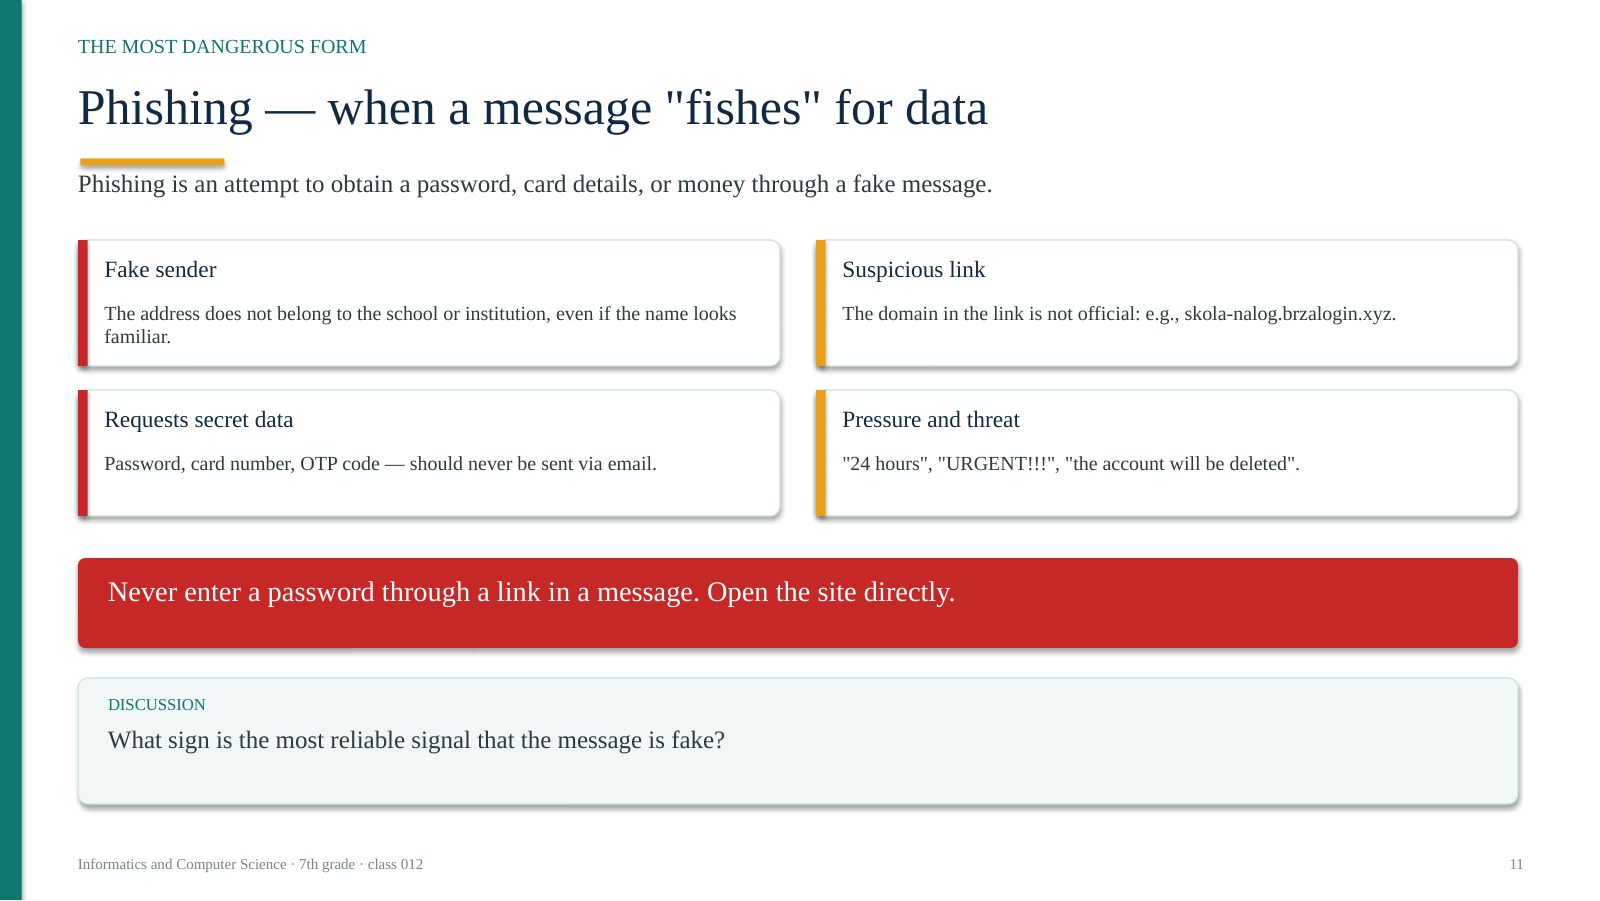 THE MOST DANGEROUS FORM
Phishing — when a message "fishes" for data
Phishing is an attempt to obtain a password, card details, or money through a fake message.
Fake sender
The address does not belong to the school or institution, even if the name looks
familiar.
Suspicious link
The domain in the link is not official: e.g., skola-nalog.brzalogin.xyz.
Requests secret data
Password, card number, OTP code — should never be sent via email.
Pressure and threat
"24 hours", "URGENT!!!", "the account will be deleted".
Never enter a password through a link in a message. Open the site directly.
DISCUSSION
What sign is the most reliable signal that the message is fake?
Informatics and Computer Science · 7th grade · class 012
11